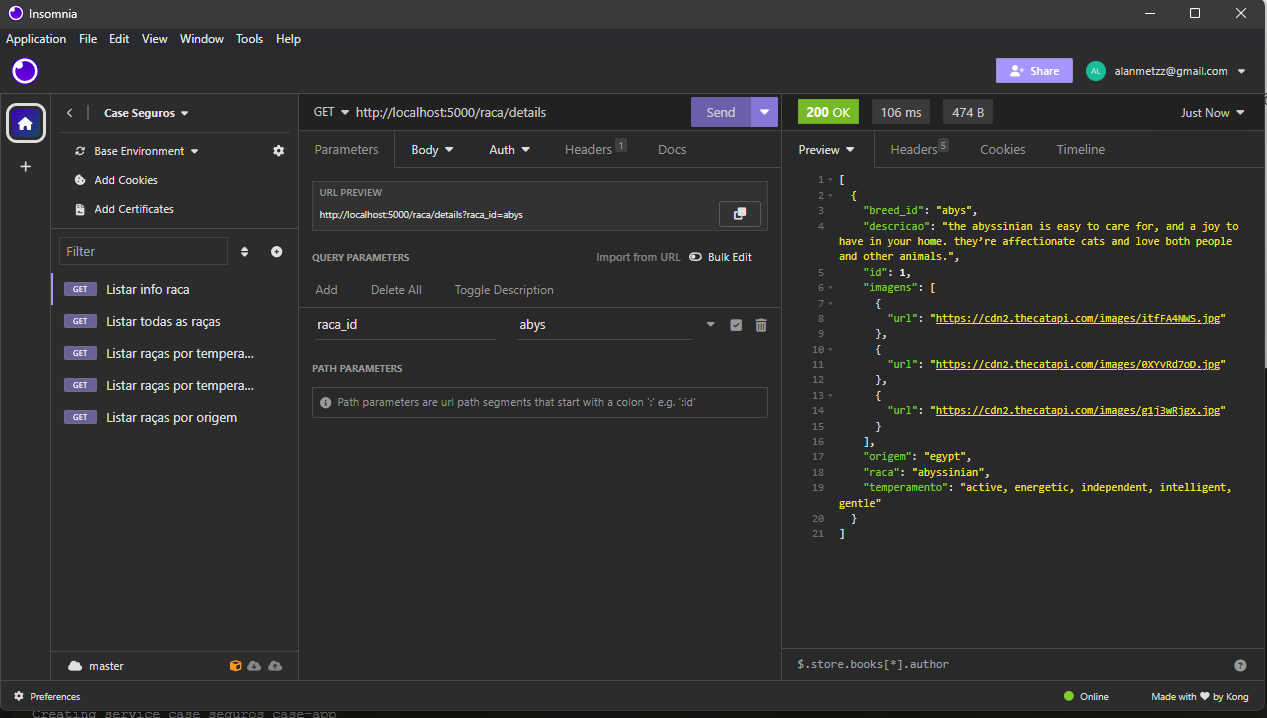 Insomnia
Application File Edit View Window Tools Help
Share
AL alanmetzz@gmail.com
Case Seguros
Base Environment
Add Cookies
Add Certificates
Filter
GET Listar info raca
GET Listar todas as raças
GET Listar raças por tempera...
GET Listar raças por tempera...
GET Listar raças por origem
master
GET http://localhost:5000/raca/details Send
Parameters Body Auth Headers 1 Docs
URL PREVIEW
http://localhost:5000/raca/details?raca_id=abys
QUERY PARAMETERS Import from URL Bulk Edit
Add Delete All Toggle Description
raca_id abys
PATH PARAMETERS
Path parameters are url path segments that start with a colon ':' e.g. ':id'
200 OK 106 ms 474 B Just Now
Preview Headers 5 Cookies Timeline
1 [
2 {
3 "breed_id": "abys",
4 "descricao": "the abyssinian is easy to care for, and a joy to
have in your home. they’re affectionate cats and love both people
and other animals.",
5 "id": 1,
6 "imagens": [
7 {
8 "url": "https://cdn2.thecatapi.com/images/itfFA4NWS.jpg"
9 },
10 {
11 "url": "https://cdn2.thecatapi.com/images/0XYvRd7oD.jpg"
12 },
13 {
14 "url": "https://cdn2.thecatapi.com/images/g1j3wRjgx.jpg"
15 }
16 ],
17 "origem": "egypt",
18 "raca": "abyssinian",
19 "temperamento": "active, energetic, independent, intelligent,
gentle"
20 }
21 ]
$.store.books[*].author
Preferences
Online Made with ❤ by Kong
Creating service case_seguros_case-app